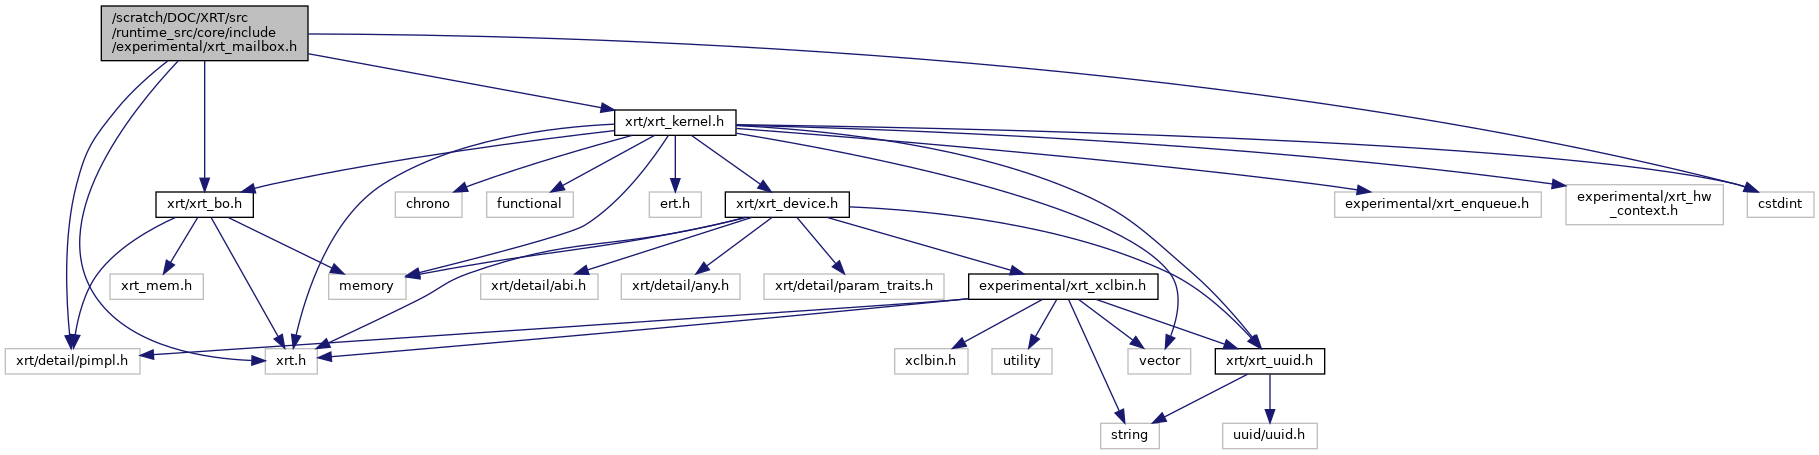 /scratch/DOC/XRT/src
/runtime_src/core/include
/experimental/xrt_mailbox.h
xrt/xrt_kernel.h
xrt/xrt_bo.h
chrono
functional
ert.h
xrt/xrt_device.h
experimental/xrt_enqueue.h
experimental/xrt_hw
_context.h
cstdint
xrt_mem.h
memory
xrt/detail/abi.h
xrt/detail/any.h
xrt/detail/param_traits.h
experimental/xrt_xclbin.h
xrt/detail/pimpl.h
xrt.h
xclbin.h
utility
vector
xrt/xrt_uuid.h
string
uuid/uuid.h